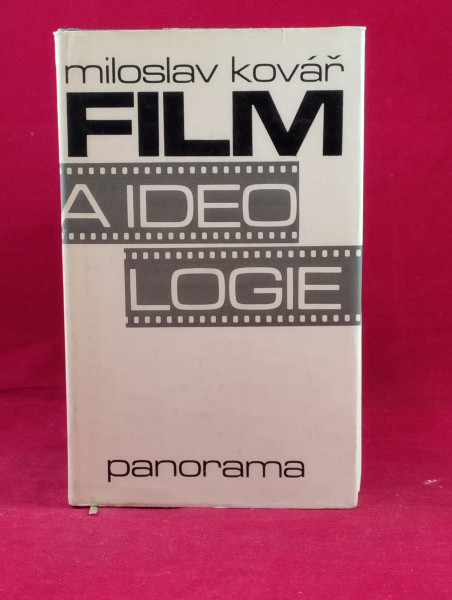 miloslav kovář
FILM
A IDEO
LOGIE
panorama